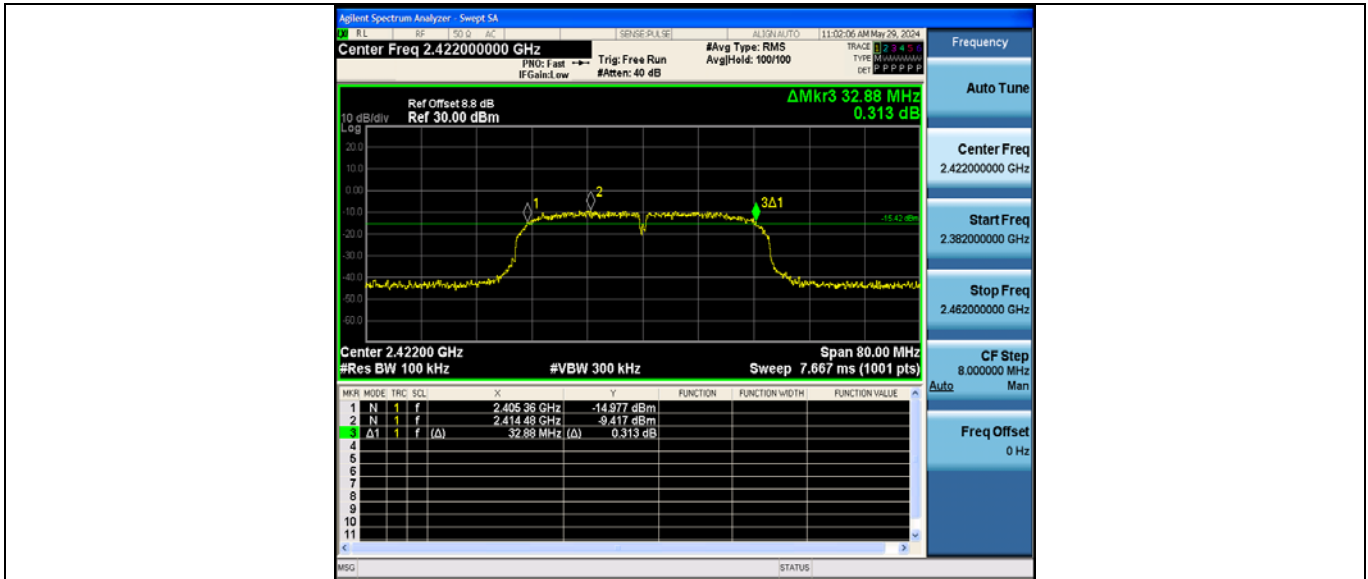 Agilent Spectrum Analyzer - Swept SA
RL RF 50 Ω AC SENSE:PULSE ALIGN AUTO 11:02:06 AM May 29, 2024
Center Freq 2.422000000 GHz
PNO: Fast
IFGain:Low
Trig: Free Run
#Atten: 40 dB
#Avg Type: RMS
Avg|Hold: 100/100
TRACE 1 2 3 4 5 6
TYPE M WWWWW
DET P P P P P P
ΔMkr3 32.88 MHz
0.313 dB
Ref Offset 8.8 dB
10 dB/div Ref 30.00 dBm
Log
20.0
10.0
0.00
-10.0
-20.0
-30.0
-40.0
-50.0
-60.0
1
2
3Δ1
-15.42 dBm
Center 2.42200 GHz Span 80.00 MHz
#Res BW 100 kHz #VBW 300 kHz Sweep 7.667 ms (1001 pts)
MKR MODE TRC SCL X Y FUNCTION FUNCTION WIDTH FUNCTION VALUE
1 N 1 f 2.405 36 GHz -14.977 dBm
2 N 1 f 2.414 48 GHz -9.417 dBm
3 Δ1 1 f (Δ) 32.88 MHz (Δ) 0.313 dB
4
5
6
7
8
9
10
11
MSG STATUS
Frequency
Auto Tune
Center Freq
2.422000000 GHz
Start Freq
2.382000000 GHz
Stop Freq
2.462000000 GHz
CF Step
8.000000 MHz
Auto Man
Freq Offset
0 Hz